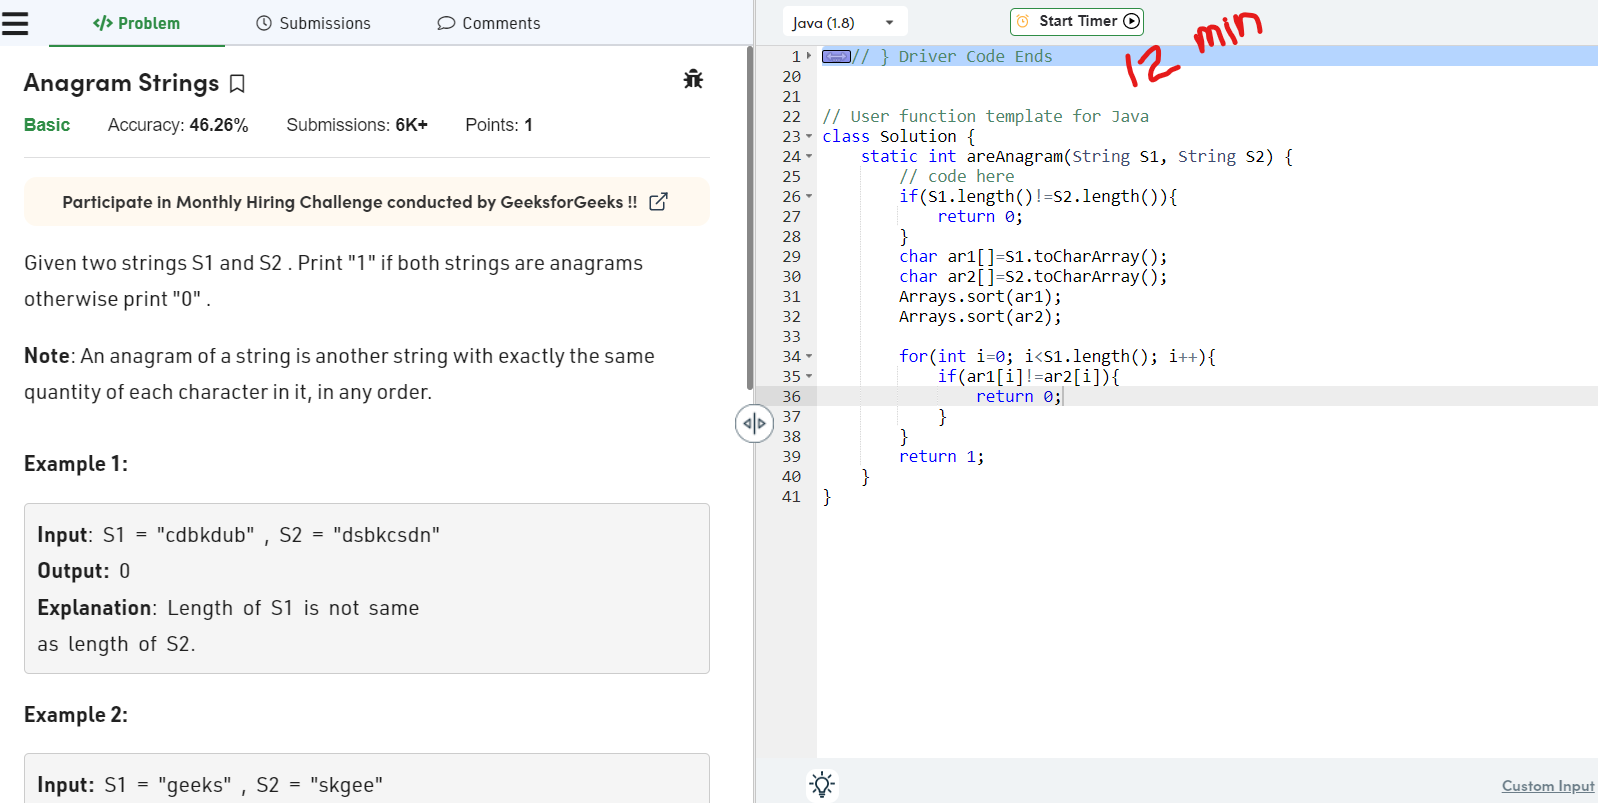 Problem
Submissions
Comments
Anagram Strings
Basic Accuracy: 46.26% Submissions: 6K+ Points: 1
Participate in Monthly Hiring Challenge conducted by GeeksforGeeks !!
Given two strings S1 and S2 . Print "1" if both strings are anagrams
otherwise print "0" .
Note: An anagram of a string is another string with exactly the same
quantity of each character in it, in any order.
Example 1:
Input: S1 = "cdbkdub" , S2 = "dsbkcsdn"
Output: 0
Explanation: Length of S1 is not same
as length of S2.
Example 2:
Input: S1 = "geeks" , S2 = "skgee"
Java (1.8)
Start Timer
12 min
1 // } Driver Code Ends
20
21
22 // User function template for Java
23 class Solution {
24 static int areAnagram(String S1, String S2) {
25 // code here
26 if(S1.length()!=S2.length()){
27 return 0;
28 }
29 char ar1[]=S1.toCharArray();
30 char ar2[]=S2.toCharArray();
31 Arrays.sort(ar1);
32 Arrays.sort(ar2);
33
34 for(int i=0; i<S1.length(); i++){
35 if(ar1[i]!=ar2[i]){
36 return 0;
37 }
38 }
39 return 1;
40 }
41 }
Custom Input